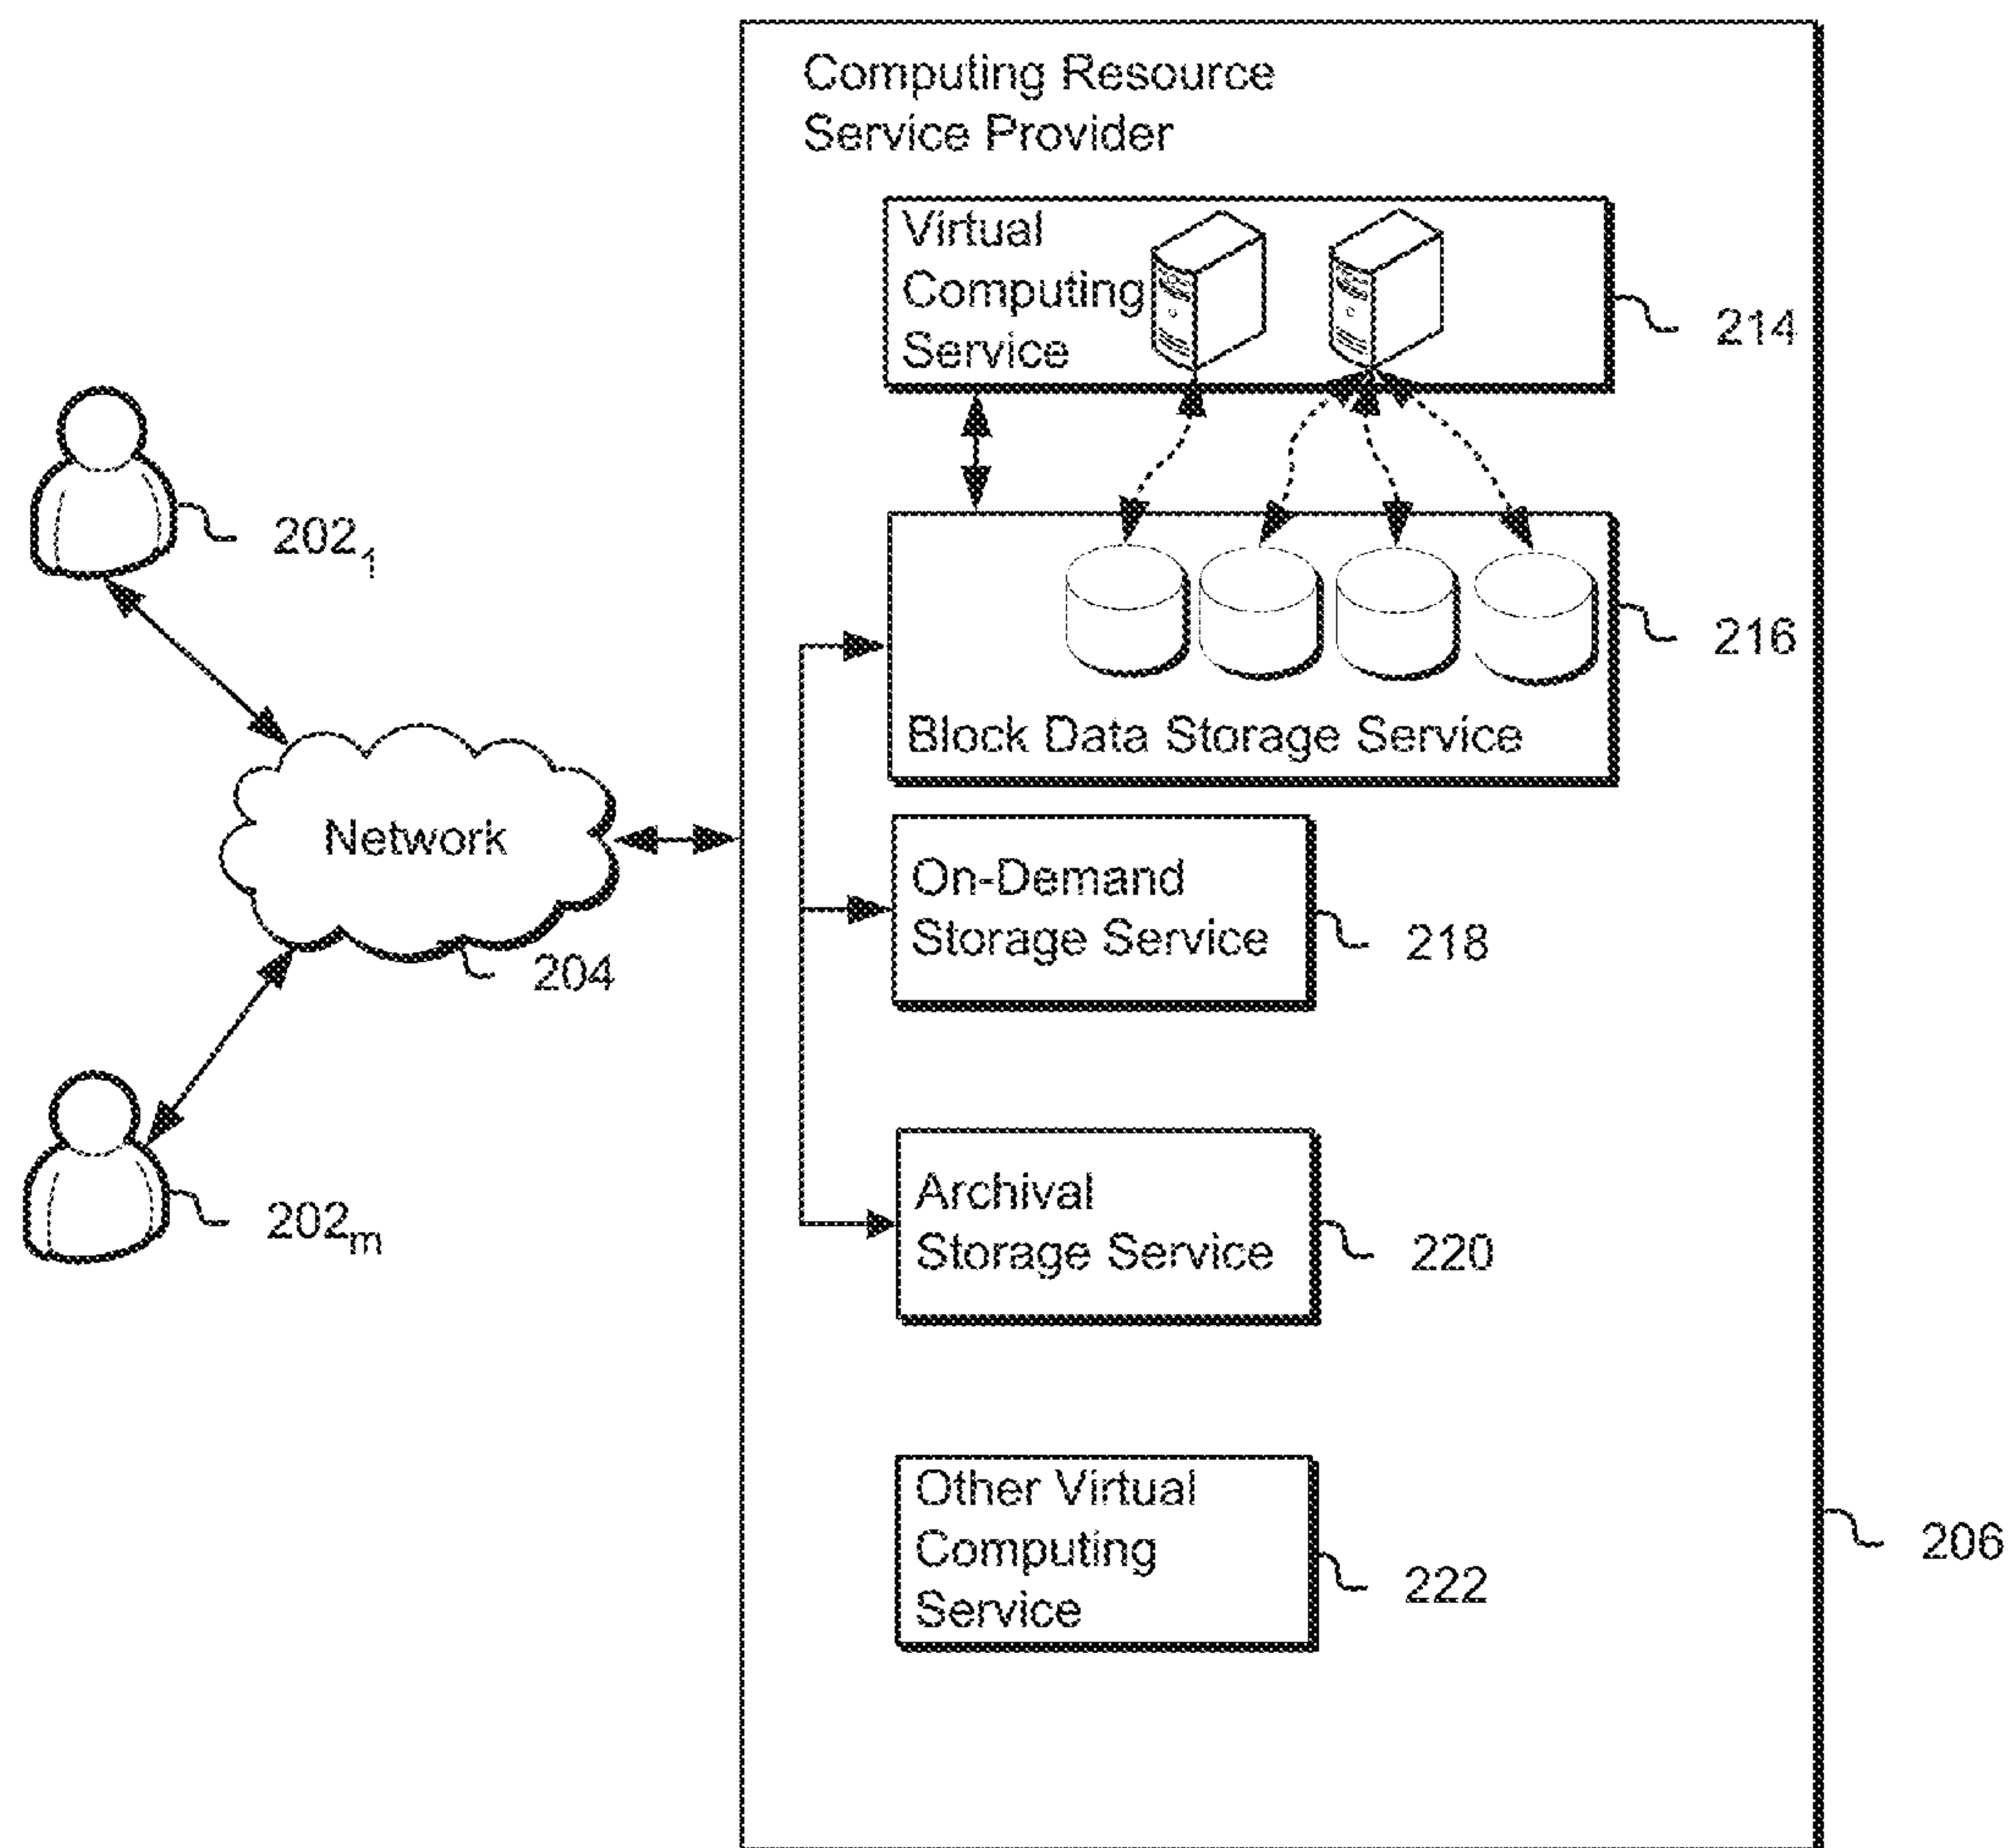 Computing Resource
Service Provider
Virtual
Computing
Service
214
202₁
216
Block Data Storage Service
Network
On-Demand
Storage Service
218
204
Archival
Storage Service
220
202ₘ
Other Virtual
Computing
Service
222
206